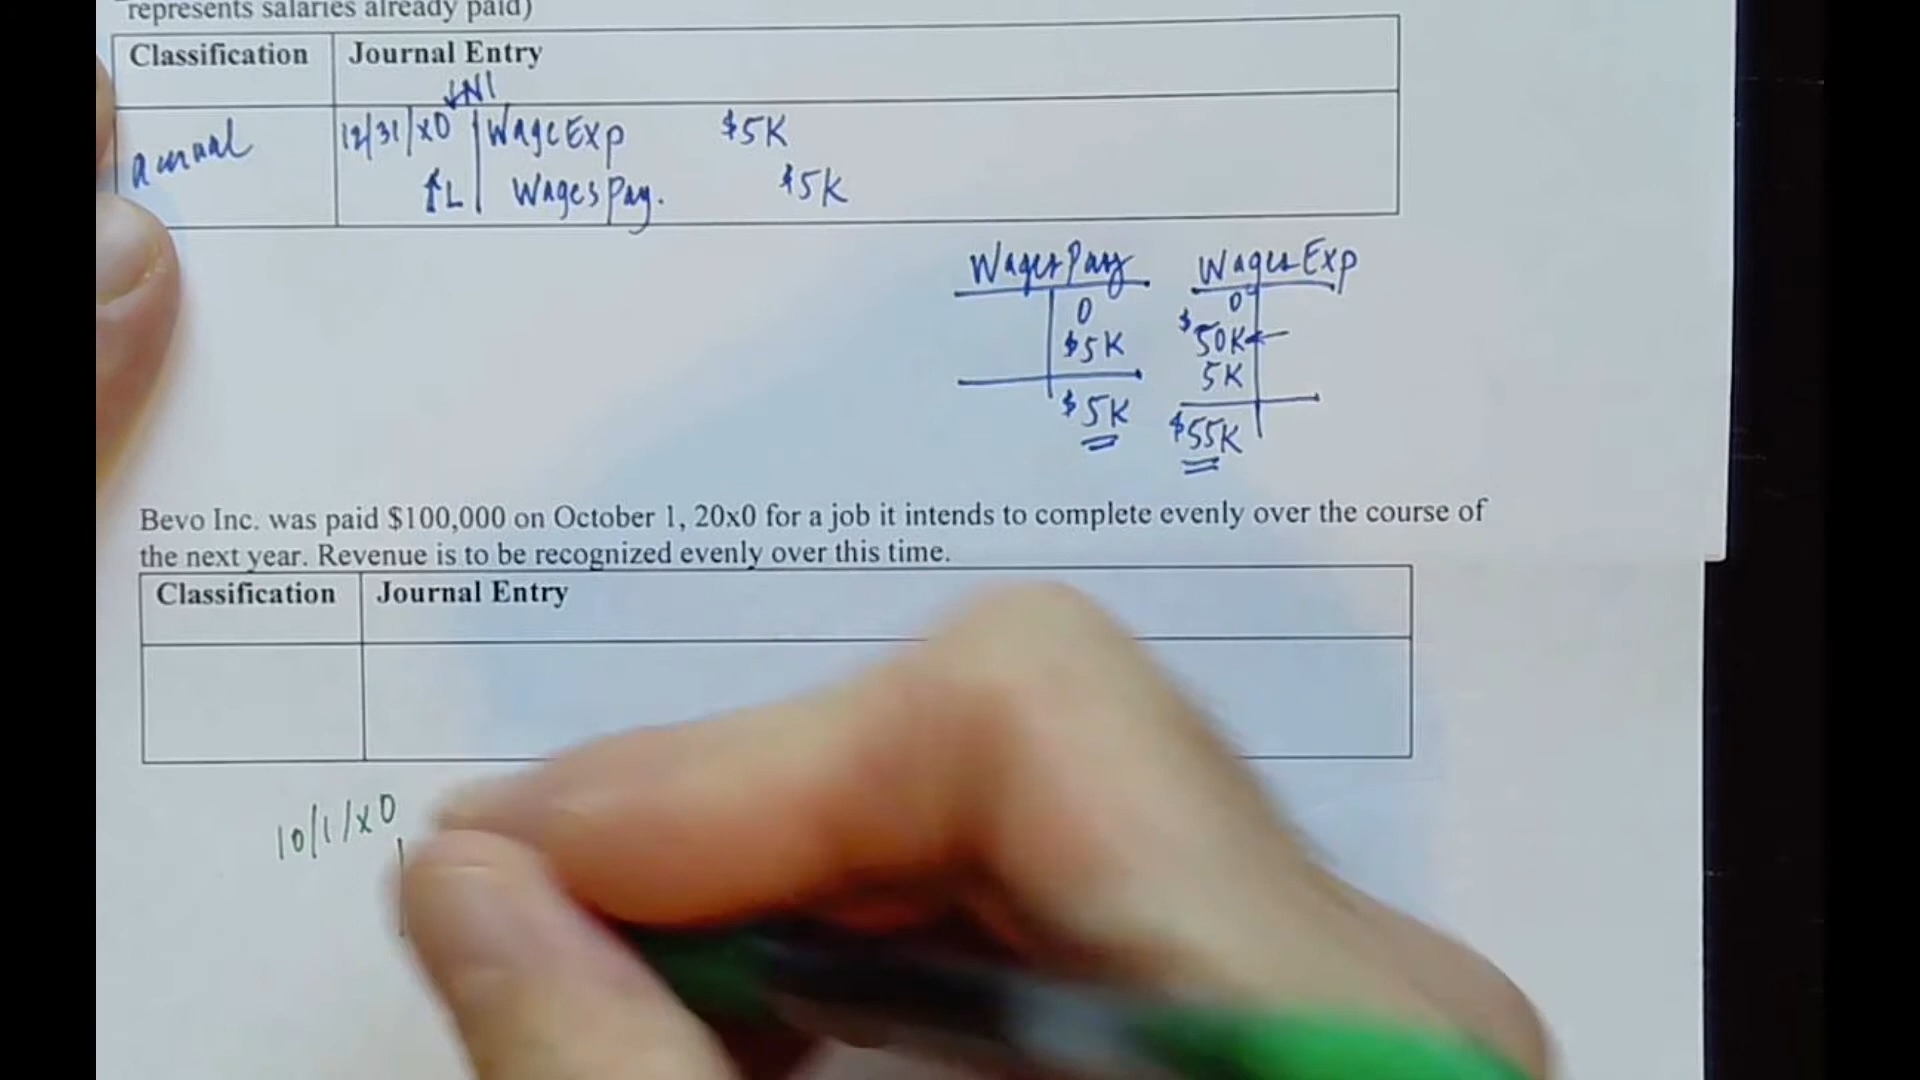 represents salaries already paid)
Classification Journal Entry
↓NI
accrual 12/31/x0 Wage Exp $5K
↑L Wages Pay. $5K
Wages Pay Wages Exp
0 0
$5K $50K←
5K
$5K $55K
Bevo Inc. was paid $100,000 on October 1, 20x0 for a job it intends to complete evenly over the course of
the next year. Revenue is to be recognized evenly over this time.
Classification Journal Entry
10/1/x0